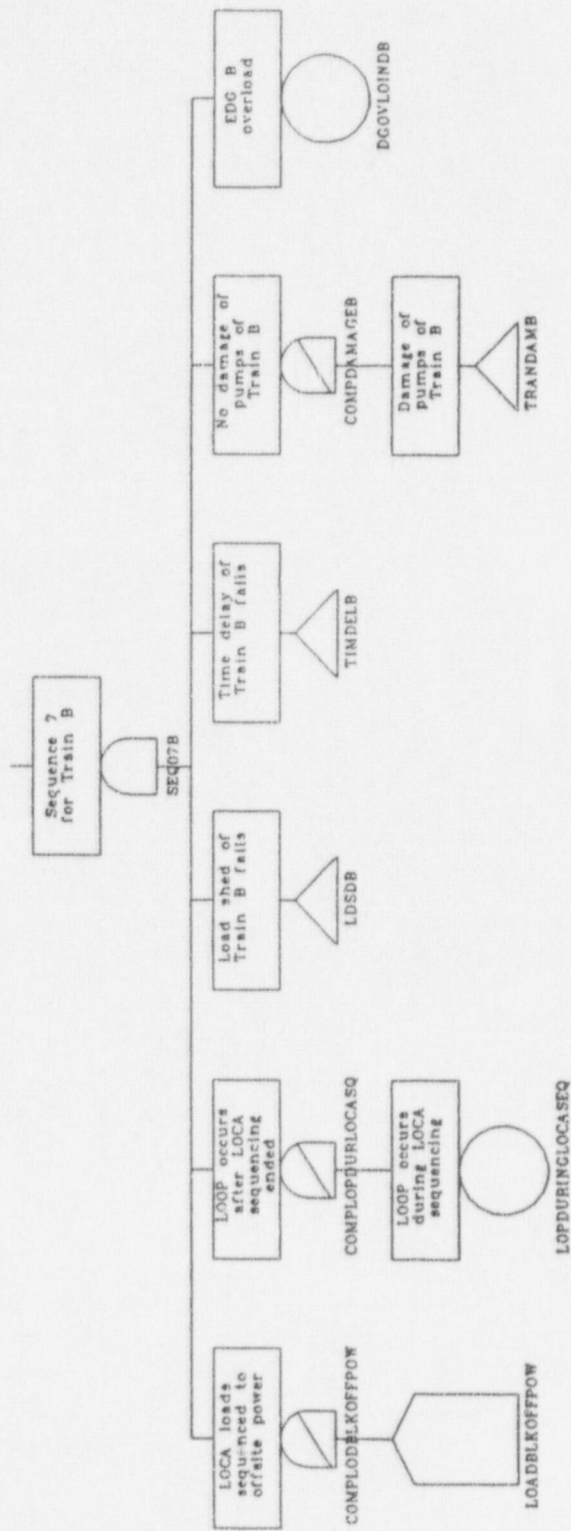 Sequence 7
for Train B
SEQ07B
LOCA loads
sequenced to
offsite power
COMPLODBLKOFFPOW
LOADBLKOFFPOW
LOOP occurs
after LOCA
sequencing
ended
COMPLOPDURLOCASQ
LOOP occurs
during LOCA
sequencing
LOPDURINGLOCASEQ
Load shed of
Train B fails
LDSDB
Time delay of
Train B fails
TIMDELB
No damage of
pumps of
Train B
COMPDAMAGEB
Damage of
pumps of
Train B
TRANDAMB
EDG B
overload
DGOVLOINDB